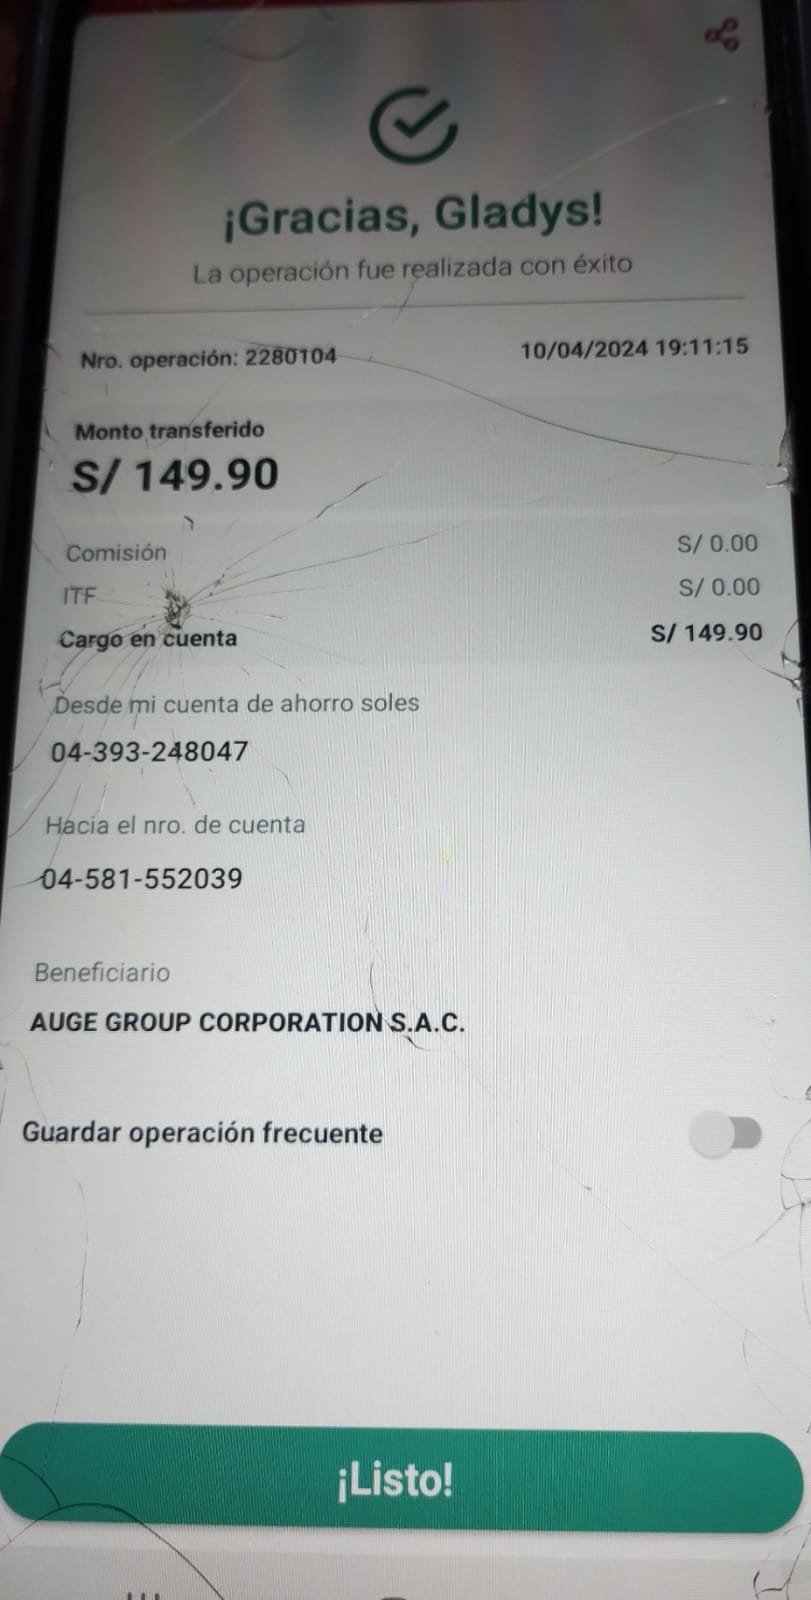 ¡Gracias, Gladys!
La operación fue realizada con éxito
Nro. operación: 2280104 10/04/2024 19:11:15
Monto transferido
S/ 149.90
Comisión S/ 0.00
ITF S/ 0.00
Cargo en cuenta S/ 149.90
Desde mi cuenta de ahorro soles
04-393-248047
Hacia el nro. de cuenta
04-581-552039
Beneficiario
AUGE GROUP CORPORATION S.A.C.
Guardar operación frecuente
¡Listo!